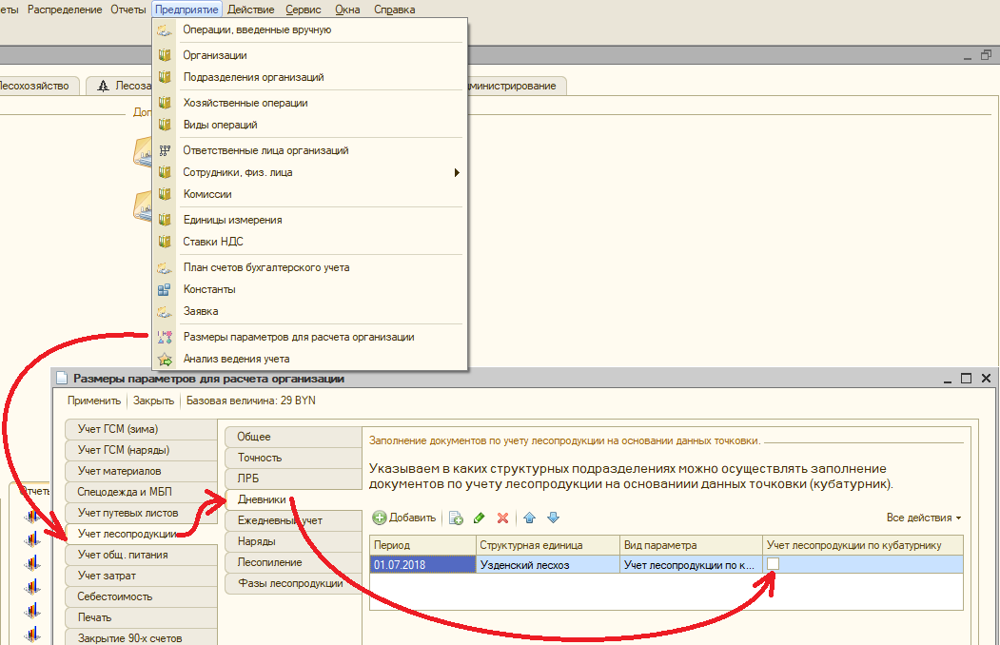 еты Распределение Отчеты Предприятие Действие Сервис Окна Справка
Операции, введенные вручную
Организации
Подразделения организаций
Хозяйственные операции
Виды операций
Ответственные лица организаций
Сотрудники, физ. лица
Комиссии
Единицы измерения
Ставки НДС
План счетов бухгалтерского учета
Константы
Заявка
Размеры параметров для расчета организации
Анализ ведения учета
Лесохозяйство Лесоза министрирование
Доп
Отчеты
Размеры параметров для расчета организации
Применить Закрыть Базовая величина: 29 BYN
Учет ГСМ (зима)
Учет ГСМ (наряды)
Учет материалов
Спецодежда и МБП
Учет путевых листов
Учет лесопродукции
Учет общ. питания
Учет затрат
Себестоимость
Печать
Закрытие 90-х счетов
Общее
Точность
ЛРБ
Дневники
Ежедневный учет
Наряды
Лесопиление
Фазы лесопродукции
Заполнение документов по учету лесопродукции на основании данных точковки.
Указываем в каких структурных подразделениях можно осуществлять заполнение
документов по учету лесопродукции на основаниии данных точковки (кубатурник).
Добавить Все действия
Период Структурная единица Вид параметра Учет лесопродукции по кубатурнику
01.07.2018 Узденский лесхоз Учет лесопродукции по к...